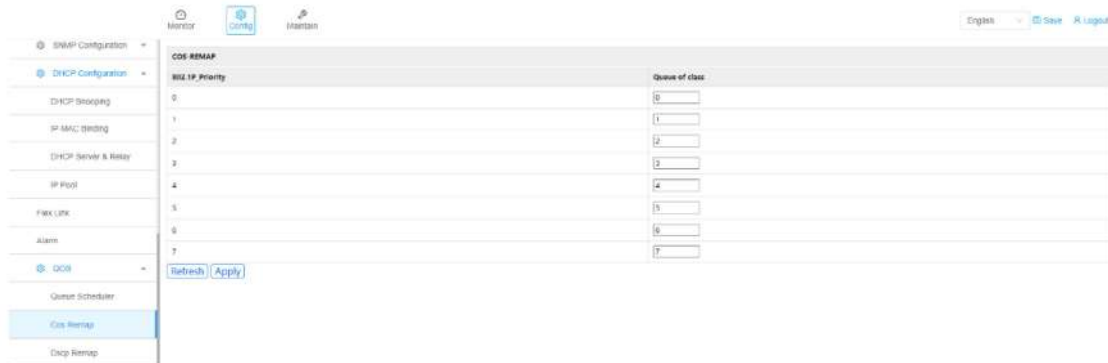 Monitor Config Maintain English Save Logout
SNMP Configuration
DHCP Configuration
DHCP Snooping
IP-MAC Binding
DHCP Server & Relay
IP Pool
Flex Link
Alarm
QOS
Queue Scheduler
Cos Remap
Dscp Remap
COS-REMAP
802.1P_Priority Queue of class
0 0
1 1
2 2
3 3
4 4
5 5
6 6
7 7
Refresh Apply